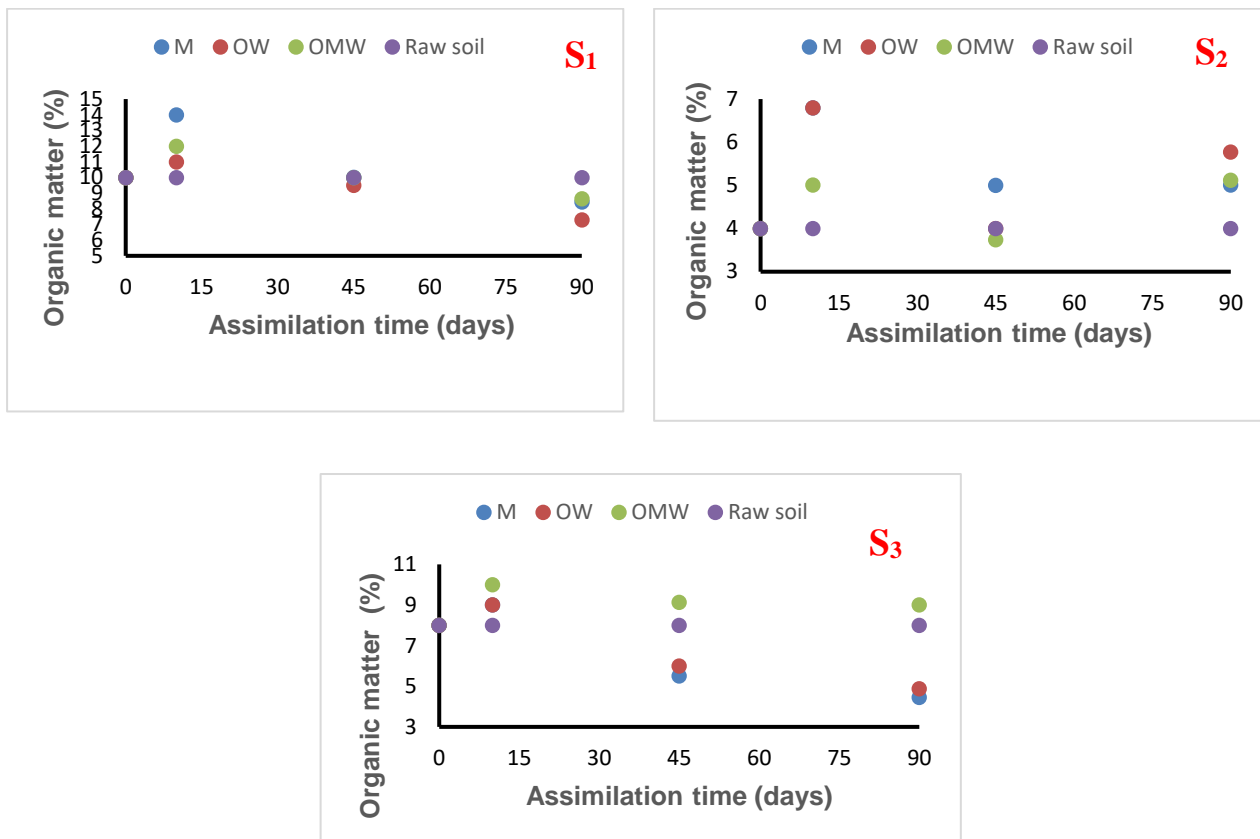 M OW OMW Raw soil
S1
Organic matter (%)
15
14
13
12
11
10
9
8
7
6
5
0 15 30 45 60 75 90
Assimilation time (days)
M OW OMW Raw soil
S2
Organic matter (%)
7
6
5
4
3
0 15 30 45 60 75 90
Assimilation time (days)
M OW OMW Raw soil
S3
Organic matter (%)
11
9
7
5
3
0 15 30 45 60 75 90
Assimilation time (days)